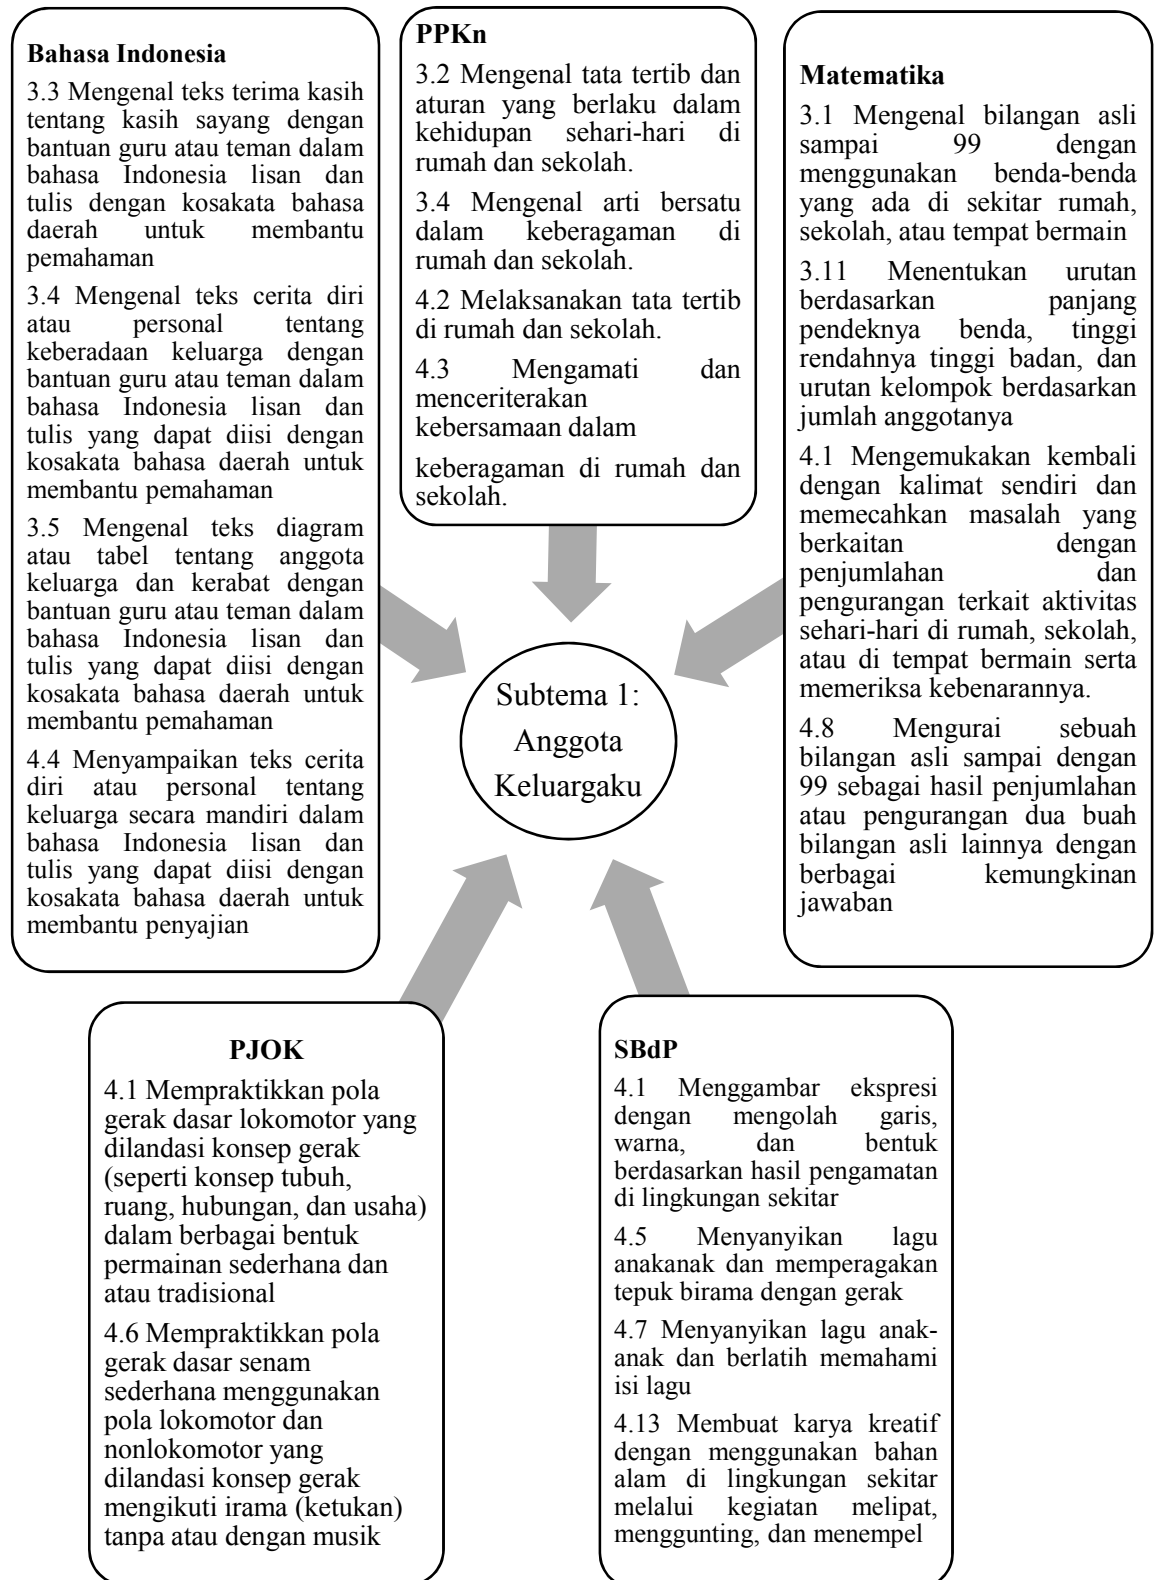 Bahasa Indonesia
3.3 Mengenal teks terima kasih
tentang kasih sayang dengan
bantuan guru atau teman dalam
bahasa Indonesia lisan dan
tulis dengan kosakata bahasa
daerah untuk membantu
pemahaman
3.4 Mengenal teks cerita diri
atau personal tentang
keberadaan keluarga dengan
bantuan guru atau teman dalam
bahasa Indonesia lisan dan
tulis yang dapat diisi dengan
kosakata bahasa daerah untuk
membantu pemahaman
3.5 Mengenal teks diagram
atau tabel tentang anggota
keluarga dan kerabat dengan
bantuan guru atau teman dalam
bahasa Indonesia lisan dan
tulis yang dapat diisi dengan
kosakata bahasa daerah untuk
membantu pemahaman
4.4 Menyampaikan teks cerita
diri atau personal tentang
keluarga secara mandiri dalam
bahasa Indonesia lisan dan
tulis yang dapat diisi dengan
kosakata bahasa daerah untuk
membantu penyajian
PPKn
3.2 Mengenal tata tertib dan
aturan yang berlaku dalam
kehidupan sehari-hari di
rumah dan sekolah.
3.4 Mengenal arti bersatu
dalam keberagaman di
rumah dan sekolah.
4.2 Melaksanakan tata tertib
di rumah dan sekolah.
4.3 Mengamati dan
menceriterakan
kebersamaan dalam
keberagaman di rumah dan
sekolah.
Matematika
3.1 Mengenal bilangan asli
sampai 99 dengan
menggunakan benda-benda
yang ada di sekitar rumah,
sekolah, atau tempat bermain
3.11 Menentukan urutan
berdasarkan panjang
pendeknya benda, tinggi
rendahnya tinggi badan, dan
urutan kelompok berdasarkan
jumlah anggotanya
4.1 Mengemukakan kembali
dengan kalimat sendiri dan
memecahkan masalah yang
berkaitan dengan
penjumlahan dan
pengurangan terkait aktivitas
sehari-hari di rumah, sekolah,
atau di tempat bermain serta
memeriksa kebenarannya.
4.8 Mengurai sebuah
bilangan asli sampai dengan
99 sebagai hasil penjumlahan
atau pengurangan dua buah
bilangan asli lainnya dengan
berbagai kemungkinan
jawaban
Subtema 1:
Anggota
Keluargaku
PJOK
4.1 Mempraktikkan pola
gerak dasar lokomotor yang
dilandasi konsep gerak
(seperti konsep tubuh,
ruang, hubungan, dan usaha)
dalam berbagai bentuk
permainan sederhana dan
atau tradisional
4.6 Mempraktikkan pola
gerak dasar senam
sederhana menggunakan
pola lokomotor dan
nonlokomotor yang
dilandasi konsep gerak
mengikuti irama (ketukan)
tanpa atau dengan musik
SBdP
4.1 Menggambar ekspresi
dengan mengolah garis,
warna, dan bentuk
berdasarkan hasil pengamatan
di lingkungan sekitar
4.5 Menyanyikan lagu
anakanak dan memperagakan
tepuk birama dengan gerak
4.7 Menyanyikan lagu anak-
anak dan berlatih memahami
isi lagu
4.13 Membuat karya kreatif
dengan menggunakan bahan
alam di lingkungan sekitar
melalui kegiatan melipat,
menggunting, dan menempel